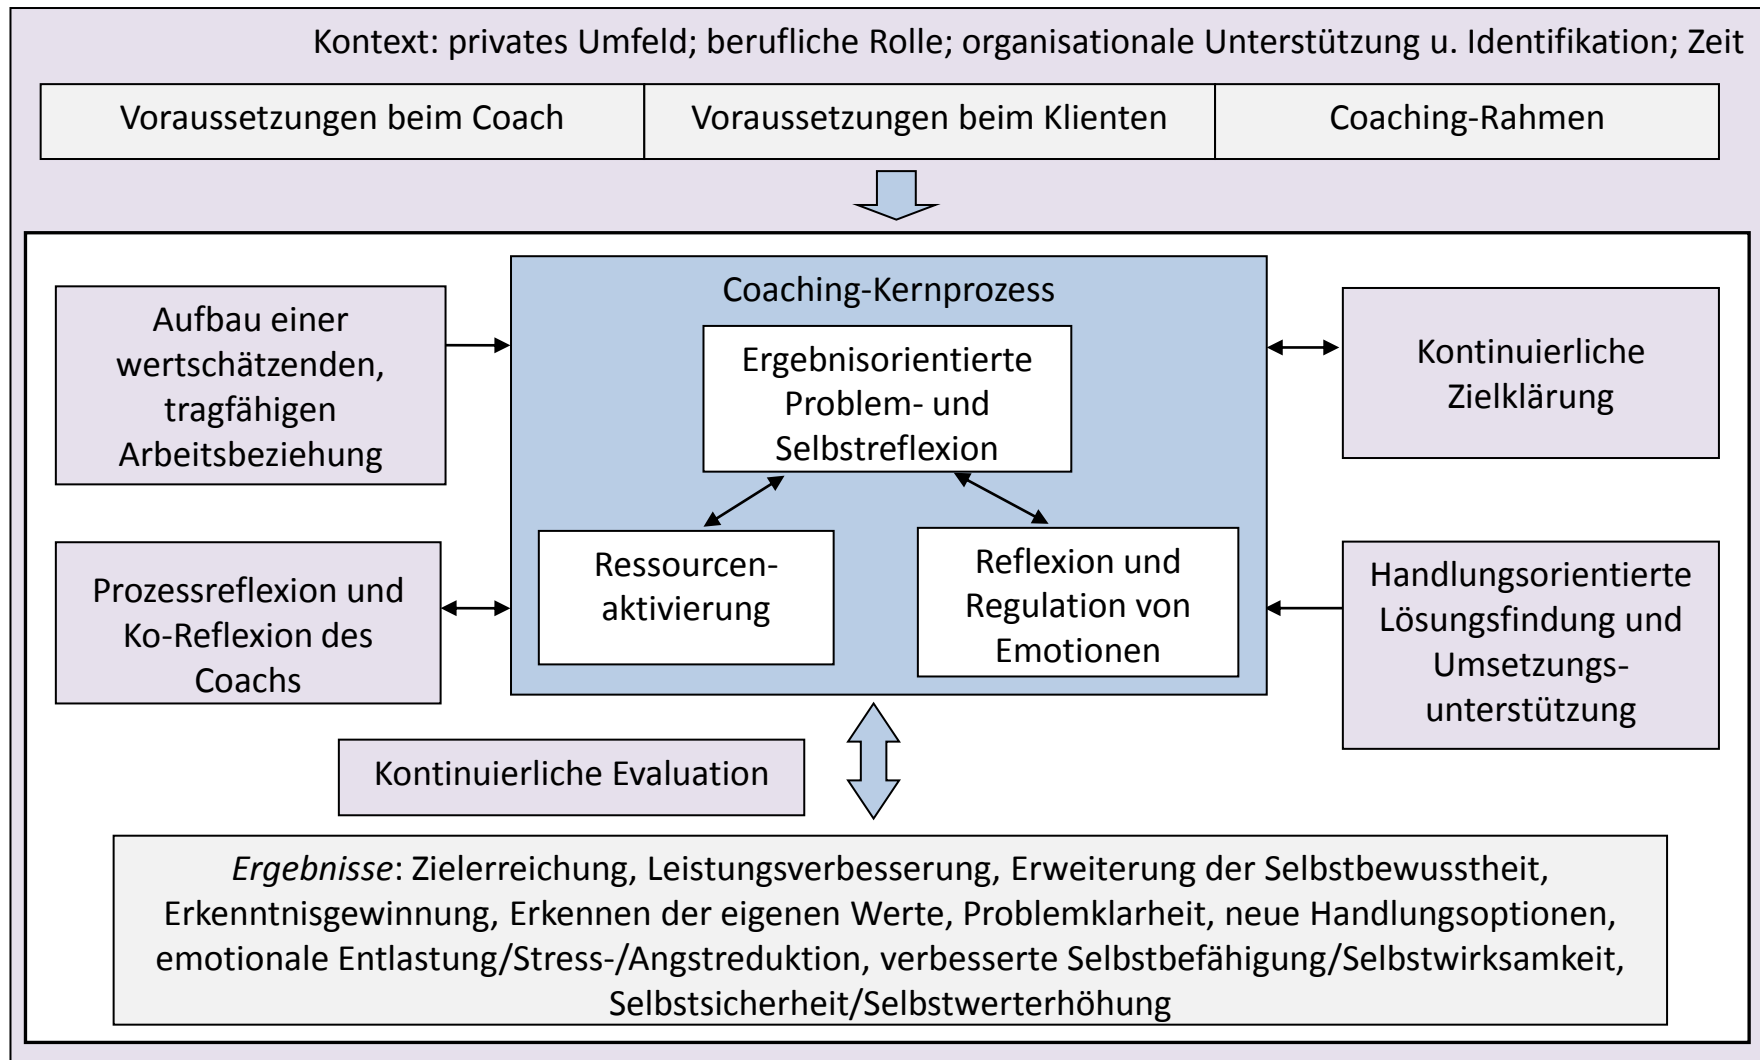 Kontext: privates Umfeld; berufliche Rolle; organisationale Unterstützung u. Identifikation; Zeit
Voraussetzungen beim Coach
Voraussetzungen beim Klienten
Coaching-Rahmen
Aufbau einer
wertschätzenden,
tragfähigen
Arbeitsbeziehung
Coaching-Kernprozess
Ergebnisorientierte
Problem- und
Selbstreflexion
Kontinuierliche
Zielklärung
Prozessreflexion und
Ko-Reflexion des
Coachs
Ressourcen-
aktivierung
Reflexion und
Regulation von
Emotionen
Handlungsorientierte
Lösungsfindung und
Umsetzungs-
unterstützung
Kontinuierliche Evaluation
Ergebnisse: Zielerreichung, Leistungsverbesserung, Erweiterung der Selbstbewusstheit,
Erkenntnisgewinnung, Erkennen der eigenen Werte, Problemklarheit, neue Handlungsoptionen,
emotionale Entlastung/Stress-/Angstreduktion, verbesserte Selbstbefähigung/Selbstwirksamkeit,
Selbstsicherheit/Selbstwerterhöhung